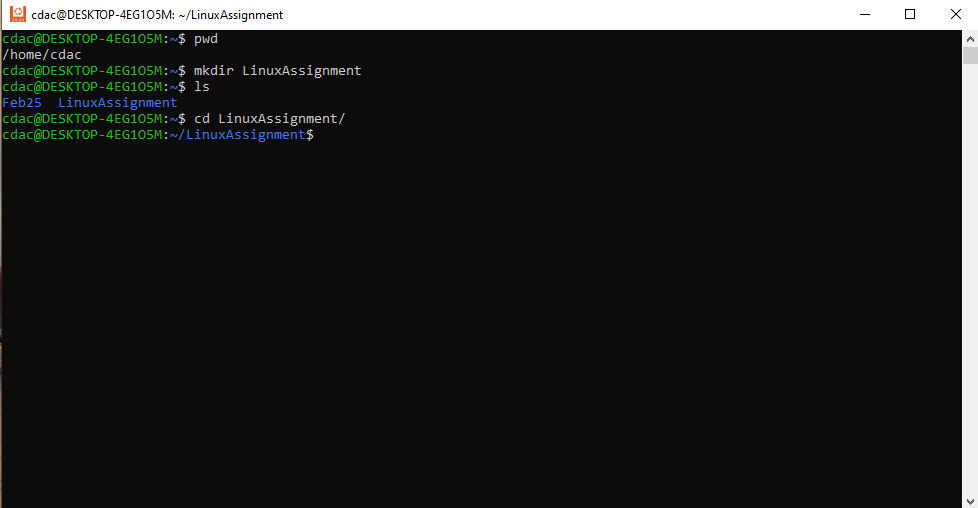 cdac@DESKTOP-4EG1O5M: ~/LinuxAssignment
cdac@DESKTOP-4EG1O5M:~$ pwd
/home/cdac
cdac@DESKTOP-4EG1O5M:~$ mkdir LinuxAssignment
cdac@DESKTOP-4EG1O5M:~$ ls
Feb25  LinuxAssignment
cdac@DESKTOP-4EG1O5M:~$ cd LinuxAssignment/
cdac@DESKTOP-4EG1O5M:~/LinuxAssignment$